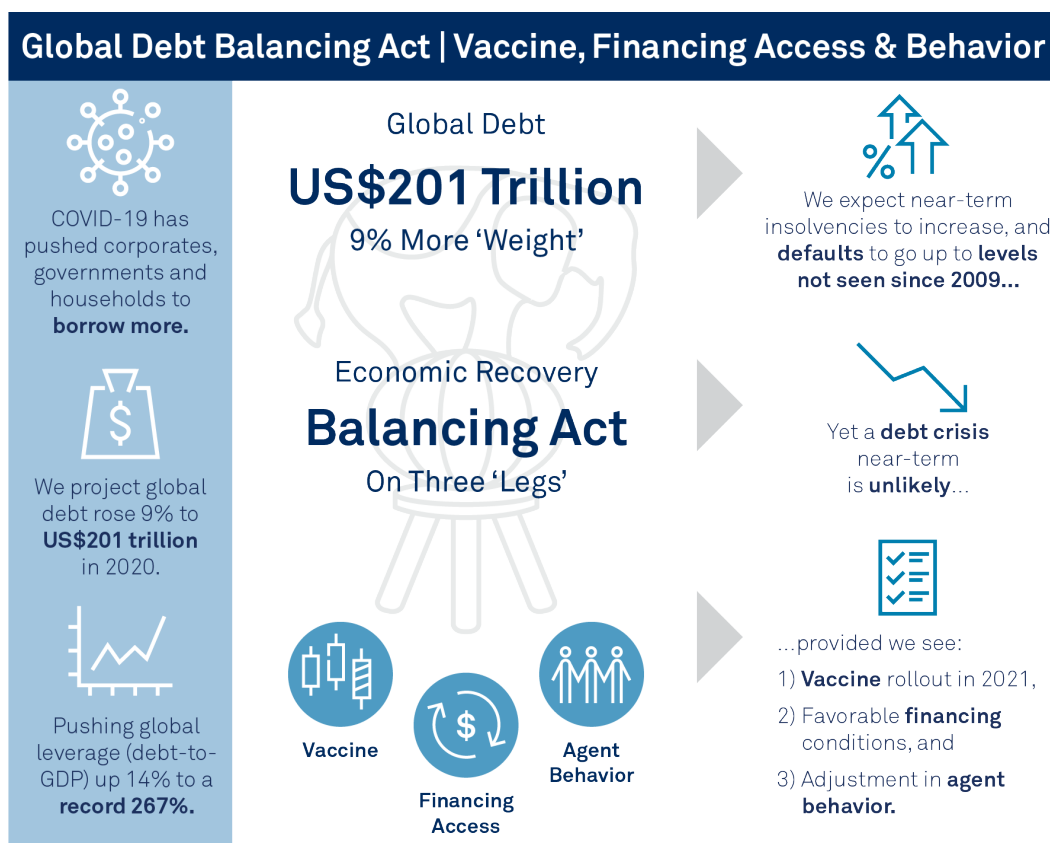 Global Debt Balancing Act | Vaccine, Financing Access & Behavior
COVID-19 has
pushed corporates,
governments and
households to
borrow more.
$
We project global
debt rose 9% to
US$201 trillion
in 2020.
Pushing global
leverage (debt-to-
GDP) up 14% to a
record 267%.
Global Debt
US$201 Trillion
9% More ‘Weight’
Economic Recovery
Balancing Act
On Three ‘Legs’
Vaccine
$
Financing
Access
Agent
Behavior
%
We expect near-term
insolvencies to increase, and
defaults to go up to levels
not seen since 2009...
Yet a debt crisis
near-term
is unlikely...
...provided we see:
1) Vaccine rollout in 2021,
2) Favorable financing
conditions, and
3) Adjustment in agent
behavior.